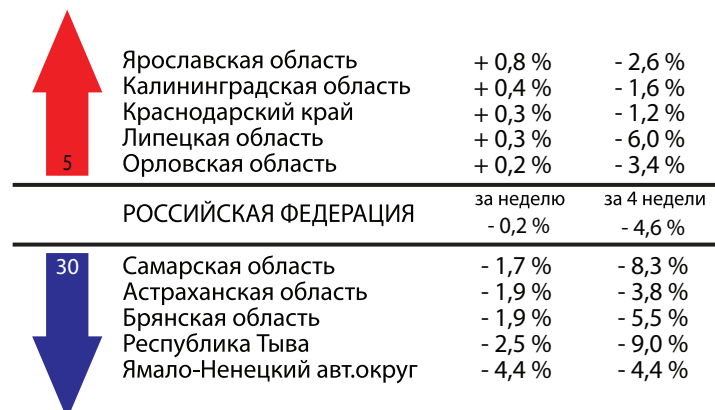 Ярославская область + 0,8 % - 2,6 %
Калининградская область + 0,4 % - 1,6 %
Краснодарский край + 0,3 % - 1,2 %
Липецкая область + 0,3 % - 6,0 %
5 Орловская область + 0,2 % - 3,4 %
за неделю за 4 недели
РОССИЙСКАЯ ФЕДЕРАЦИЯ
- 0,2 % - 4,6 %
30 Самарская область - 1,7 % - 8,3 %
Астраханская область - 1,9 % - 3,8 %
Брянская область - 1,9 % - 5,5 %
Республика Тыва - 2,5 % - 9,0 %
Ямало-Ненецкий авт.округ - 4,4 % - 4,4 %